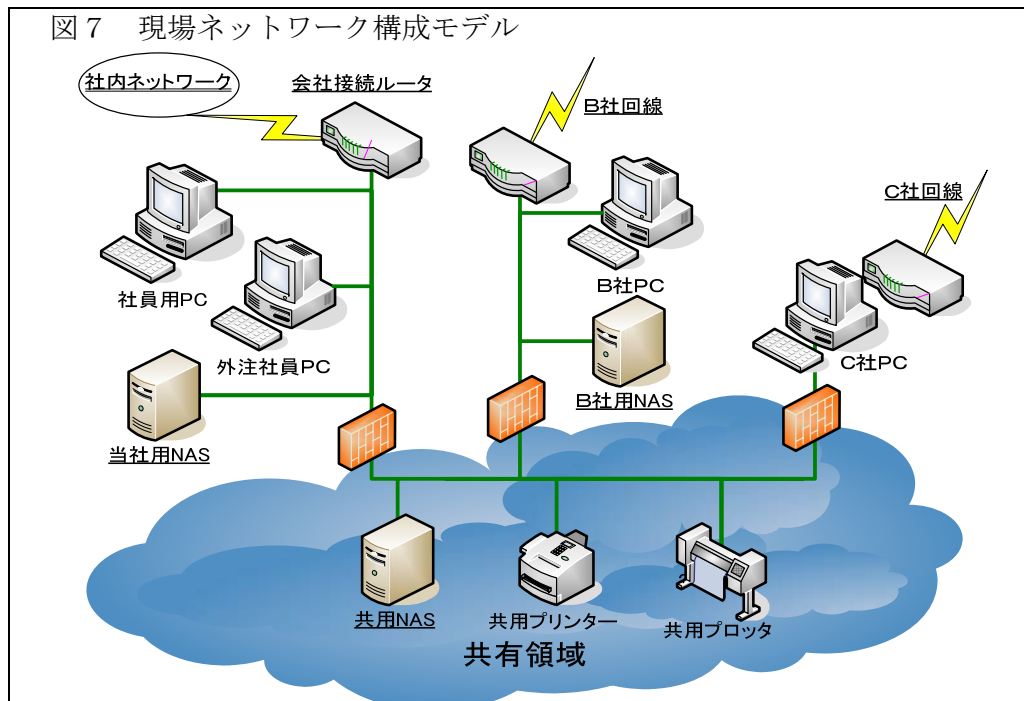 図７　現場ネットワーク構成モデル
社内ネットワーク
会社接続ルータ
B社回線
C社回線
社員用PC
外注社員PC
B社PC
C社PC
当社用NAS
B社用NAS
共用NAS
共用プリンター
共用プロッタ
共有領域